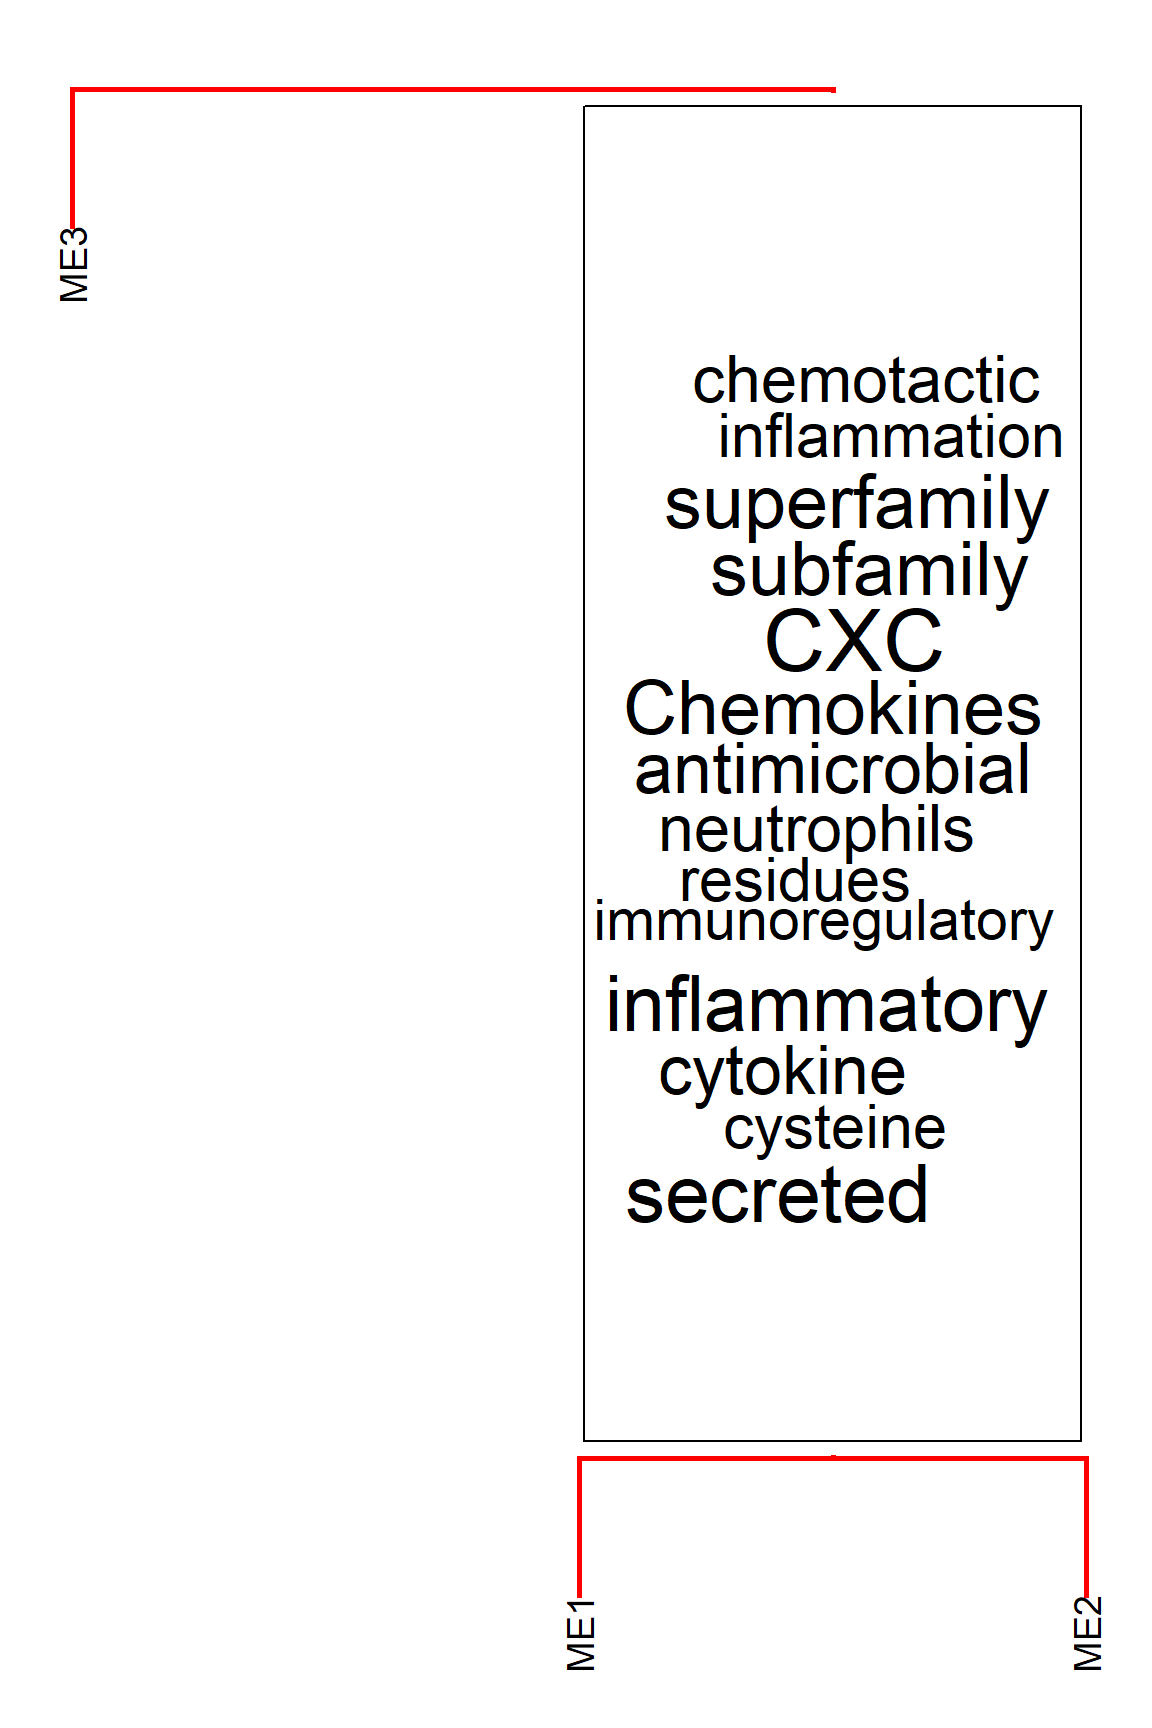 ME3
chemotactic
inflammation
superfamily
subfamily
CXC
Chemokines
antimicrobial
neutrophils
residues
immunoregulatory
inflammatory
cytokine
cysteine
secreted
ME1
ME2